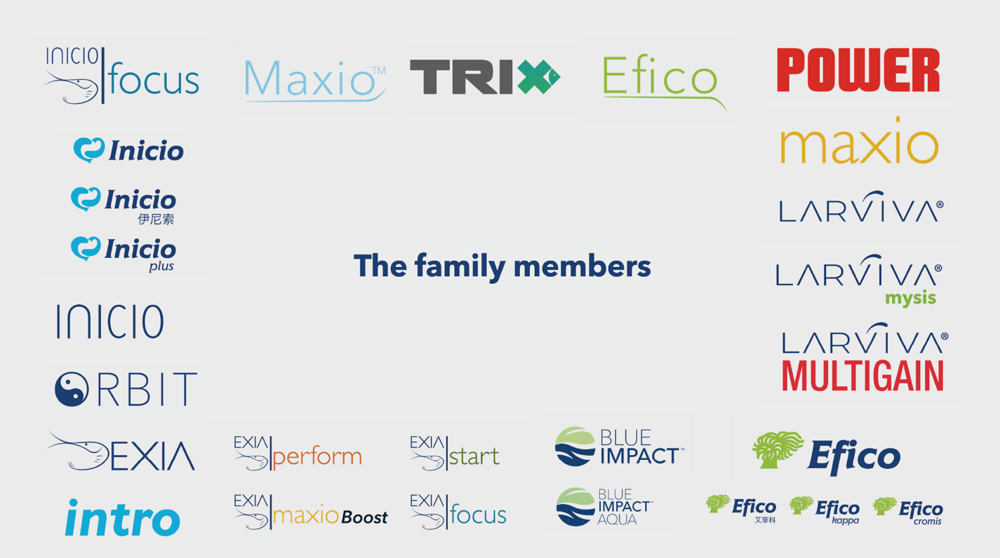 INICIO
focus
Maxio™
TRIX
Efico
POWER
Inicio
maxio
Inicio
伊尼索
LARVIVA®
Inicio
plus
The family members
LARVIVA®
mysis
INICIO
LARVIVA®
MULTIGAIN
ORBIT
EXIA
EXIA
perform
EXIA
start
BLUE
IMPACT™
Efico
intro
EXIA
maxio Boost
EXIA
focus
BLUE
IMPACT™
AQUA
Efico
艾菲科
Efico
kappa
Efico
cromis